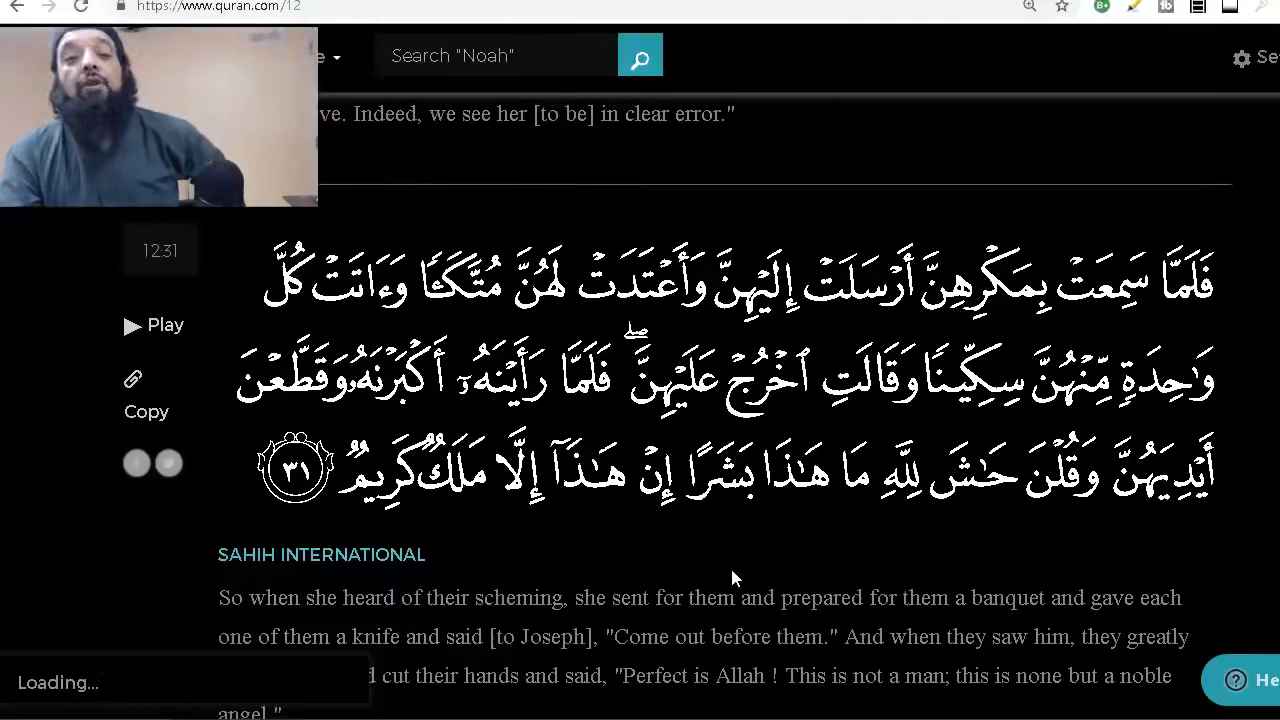 https://www.quran.com/12
Search "Noah"
Indeed, we see her [to be] in clear error."
12:31
فَلَمَّا سَمِعَتْ بِمَكْرِهِنَّ أَرْسَلَتْ إِلَيْهِنَّ وَأَعْتَدَتْ لَهُنَّ مُتَّكَـًٔا وَءَاتَتْ كُلَّ
وَٰحِدَةٍ مِّنْهُنَّ سِكِّينًا وَقَالَتِ ٱخْرُجْ عَلَيْهِنَّ ۖ فَلَمَّا رَأَيْنَهُۥٓ أَكْبَرْنَهُۥ وَقَطَّعْنَ
أَيْدِيَهُنَّ وَقُلْنَ حَـٰشَ لِلَّهِ مَا هَـٰذَا بَشَرًا إِنْ هَـٰذَآ إِلَّا مَلَكٌ كَرِيمٌ ٣١
Play
Copy
SAHIH INTERNATIONAL
So when she heard of their scheming, she sent for them and prepared for them a banquet and gave each
one of them a knife and said [to Joseph], "Come out before them." And when they saw him, they greatly
cut their hands and said, "Perfect is Allah ! This is not a man; this is none but a noble
angel."
Loading...